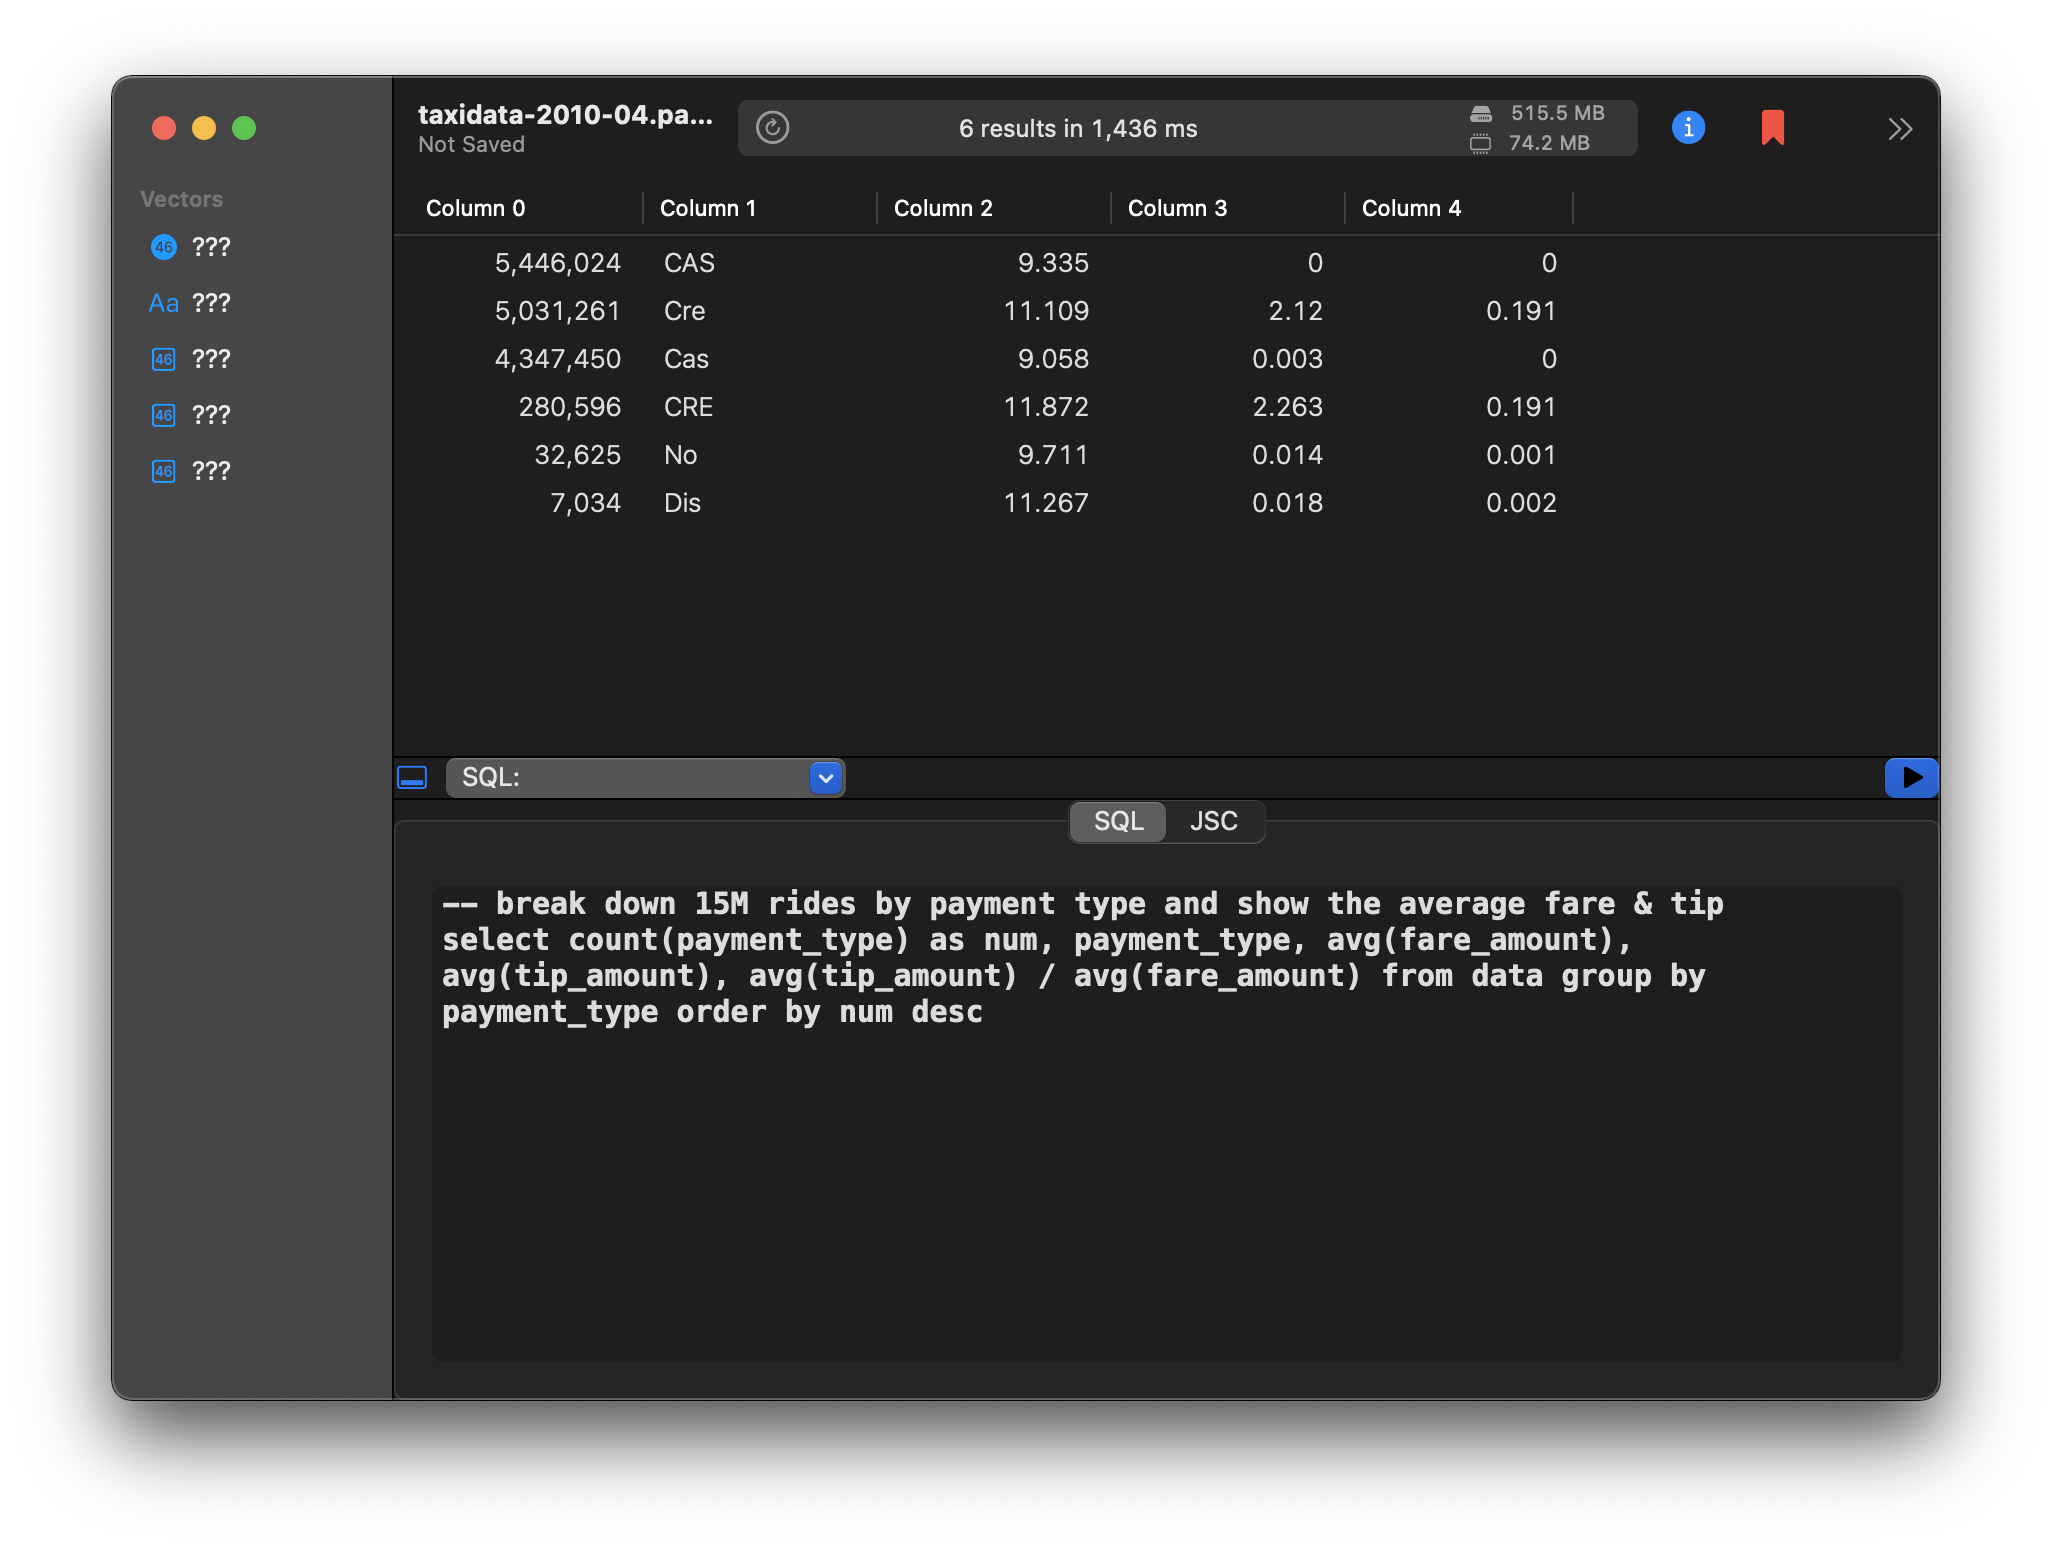 taxidata-2010-04.pa...
Not Saved
6 results in 1,436 ms
515.5 MB
74.2 MB
Vectors
46 ???
Aa ???
46 ???
46 ???
46 ???
Column 0 Column 1 Column 2 Column 3 Column 4
5,446,024 CAS 9.335 0 0
5,031,261 Cre 11.109 2.12 0.191
4,347,450 Cas 9.058 0.003 0
280,596 CRE 11.872 2.263 0.191
32,625 No 9.711 0.014 0.001
7,034 Dis 11.267 0.018 0.002
SQL:
SQL JSC
-- break down 15M rides by payment type and show the average fare & tip
select count(payment_type) as num, payment_type, avg(fare_amount),
avg(tip_amount), avg(tip_amount) / avg(fare_amount) from data group by
payment_type order by num desc